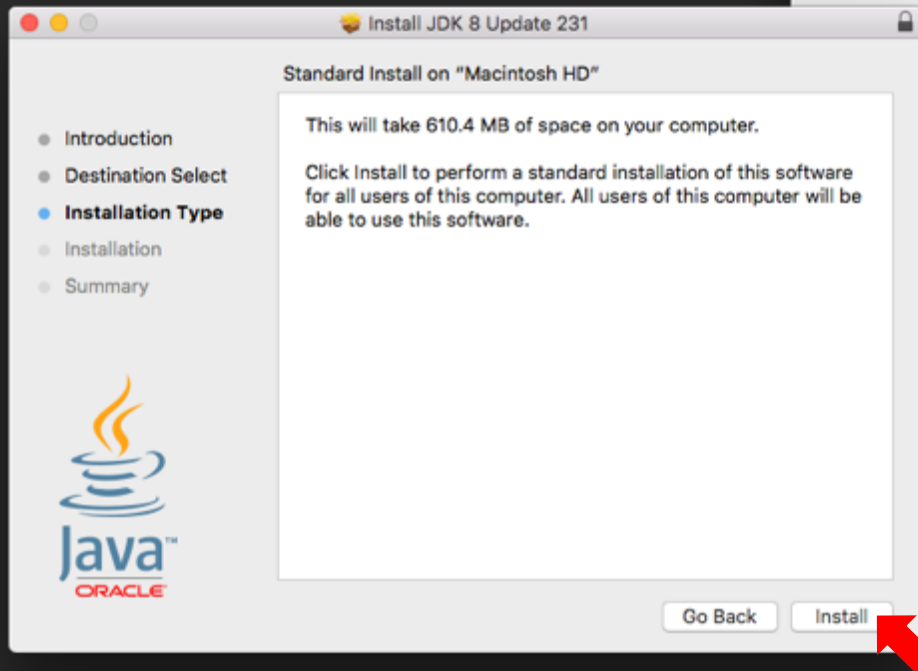 Install JDK 8 Update 231
Standard Install on “Macintosh HD”
Introduction
Destination Select
Installation Type
Installation
Summary
This will take 610.4 MB of space on your computer.
Click Install to perform a standard installation of this software
for all users of this computer. All users of this computer will be
able to use this software.
Java™
ORACLE
Go Back
Install